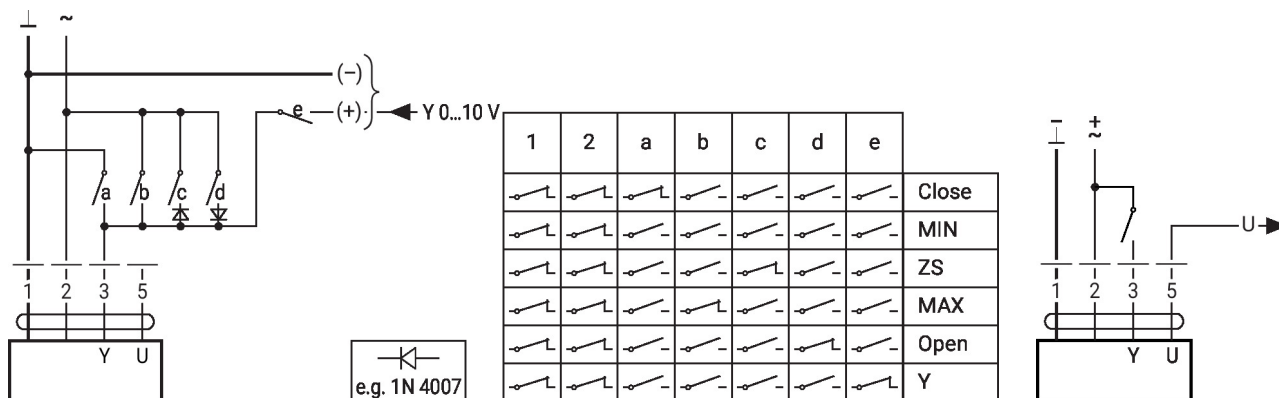 ⊥ ~
(–)
e (+) Y 0...10 V
a b c d
1 2 3 5
Y U
e.g. 1N 4007
1 2 a b c d e
Close
MIN
ZS
MAX
Open
Y
– +
⊥ ~
U
1 2 3 5
Y U